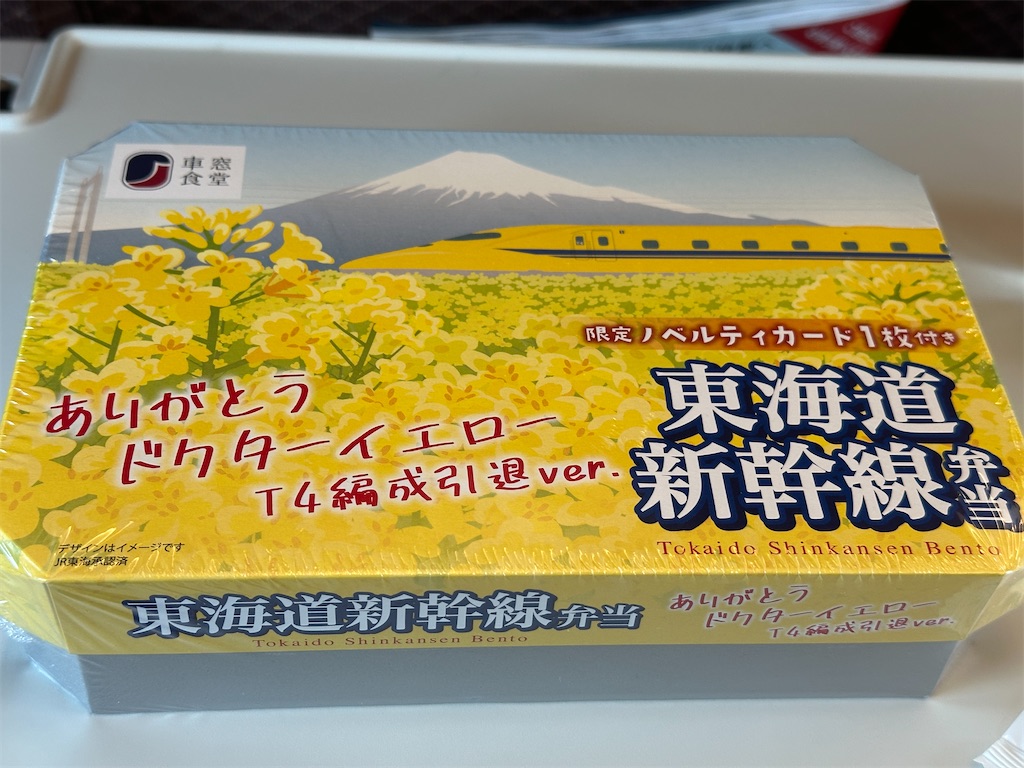 車窓
食堂
限定ノベルティカード1枚付き
東海道
新幹線弁当
Tokaido Shinkansen Bento
ありがとう
ドクターイエロー
T4編成引退ver.
デザインはイメージです
JR東海承認済
東海道新幹線弁当
Tokaido Shinkansen Bento
ありがとう
ドクターイエロー
T4編成引退ver.